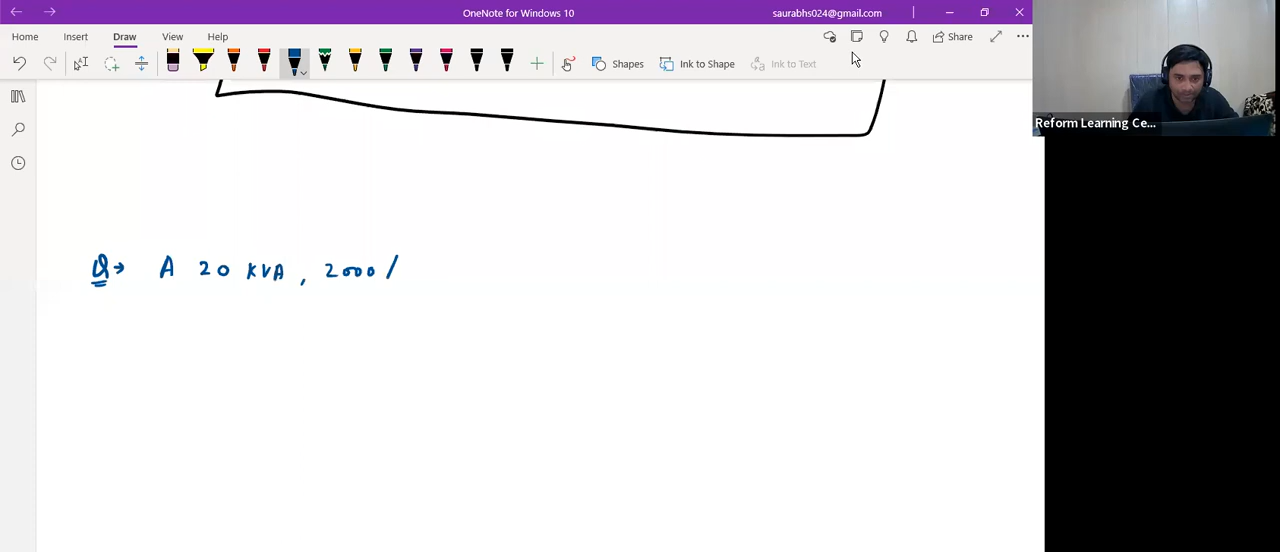 OneNote for Windows 10
saurabhs024@gmail.com
Home Insert Draw View Help
Share
Shapes
Ink to Shape
Ink to Text
Reform Learning Ce...
Q→ A 20 KVA, 2000/